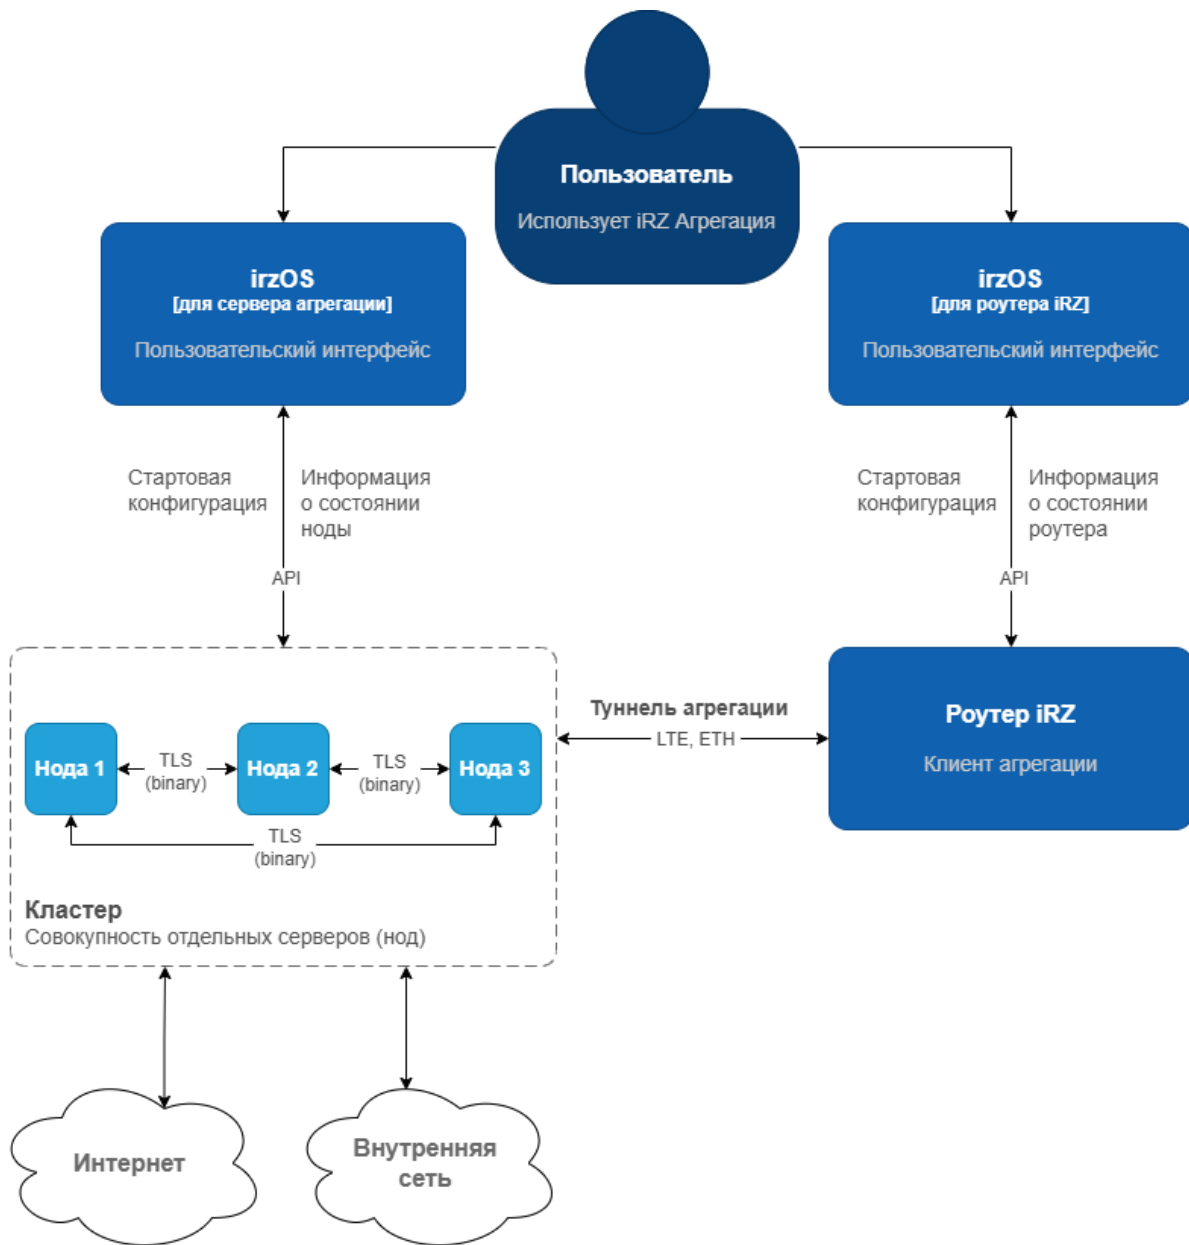 Пользователь
Использует iRZ Агрегация
irzOS
[для сервера агрегации]
Пользовательский интерфейс
irzOS
[для роутера iRZ]
Пользовательский интерфейс
Стартовая
конфигурация
Информация
о состоянии
ноды
API
Стартовая
конфигурация
Информация
о состоянии
роутера
API
Нода 1
TLS
(binary)
Нода 2
TLS
(binary)
Нода 3
TLS
(binary)
Кластер
Совокупность отдельных серверов (нод)
Туннель агрегации
LTE, ETH
Роутер iRZ
Клиент агрегации
Интернет
Внутренняя
сеть